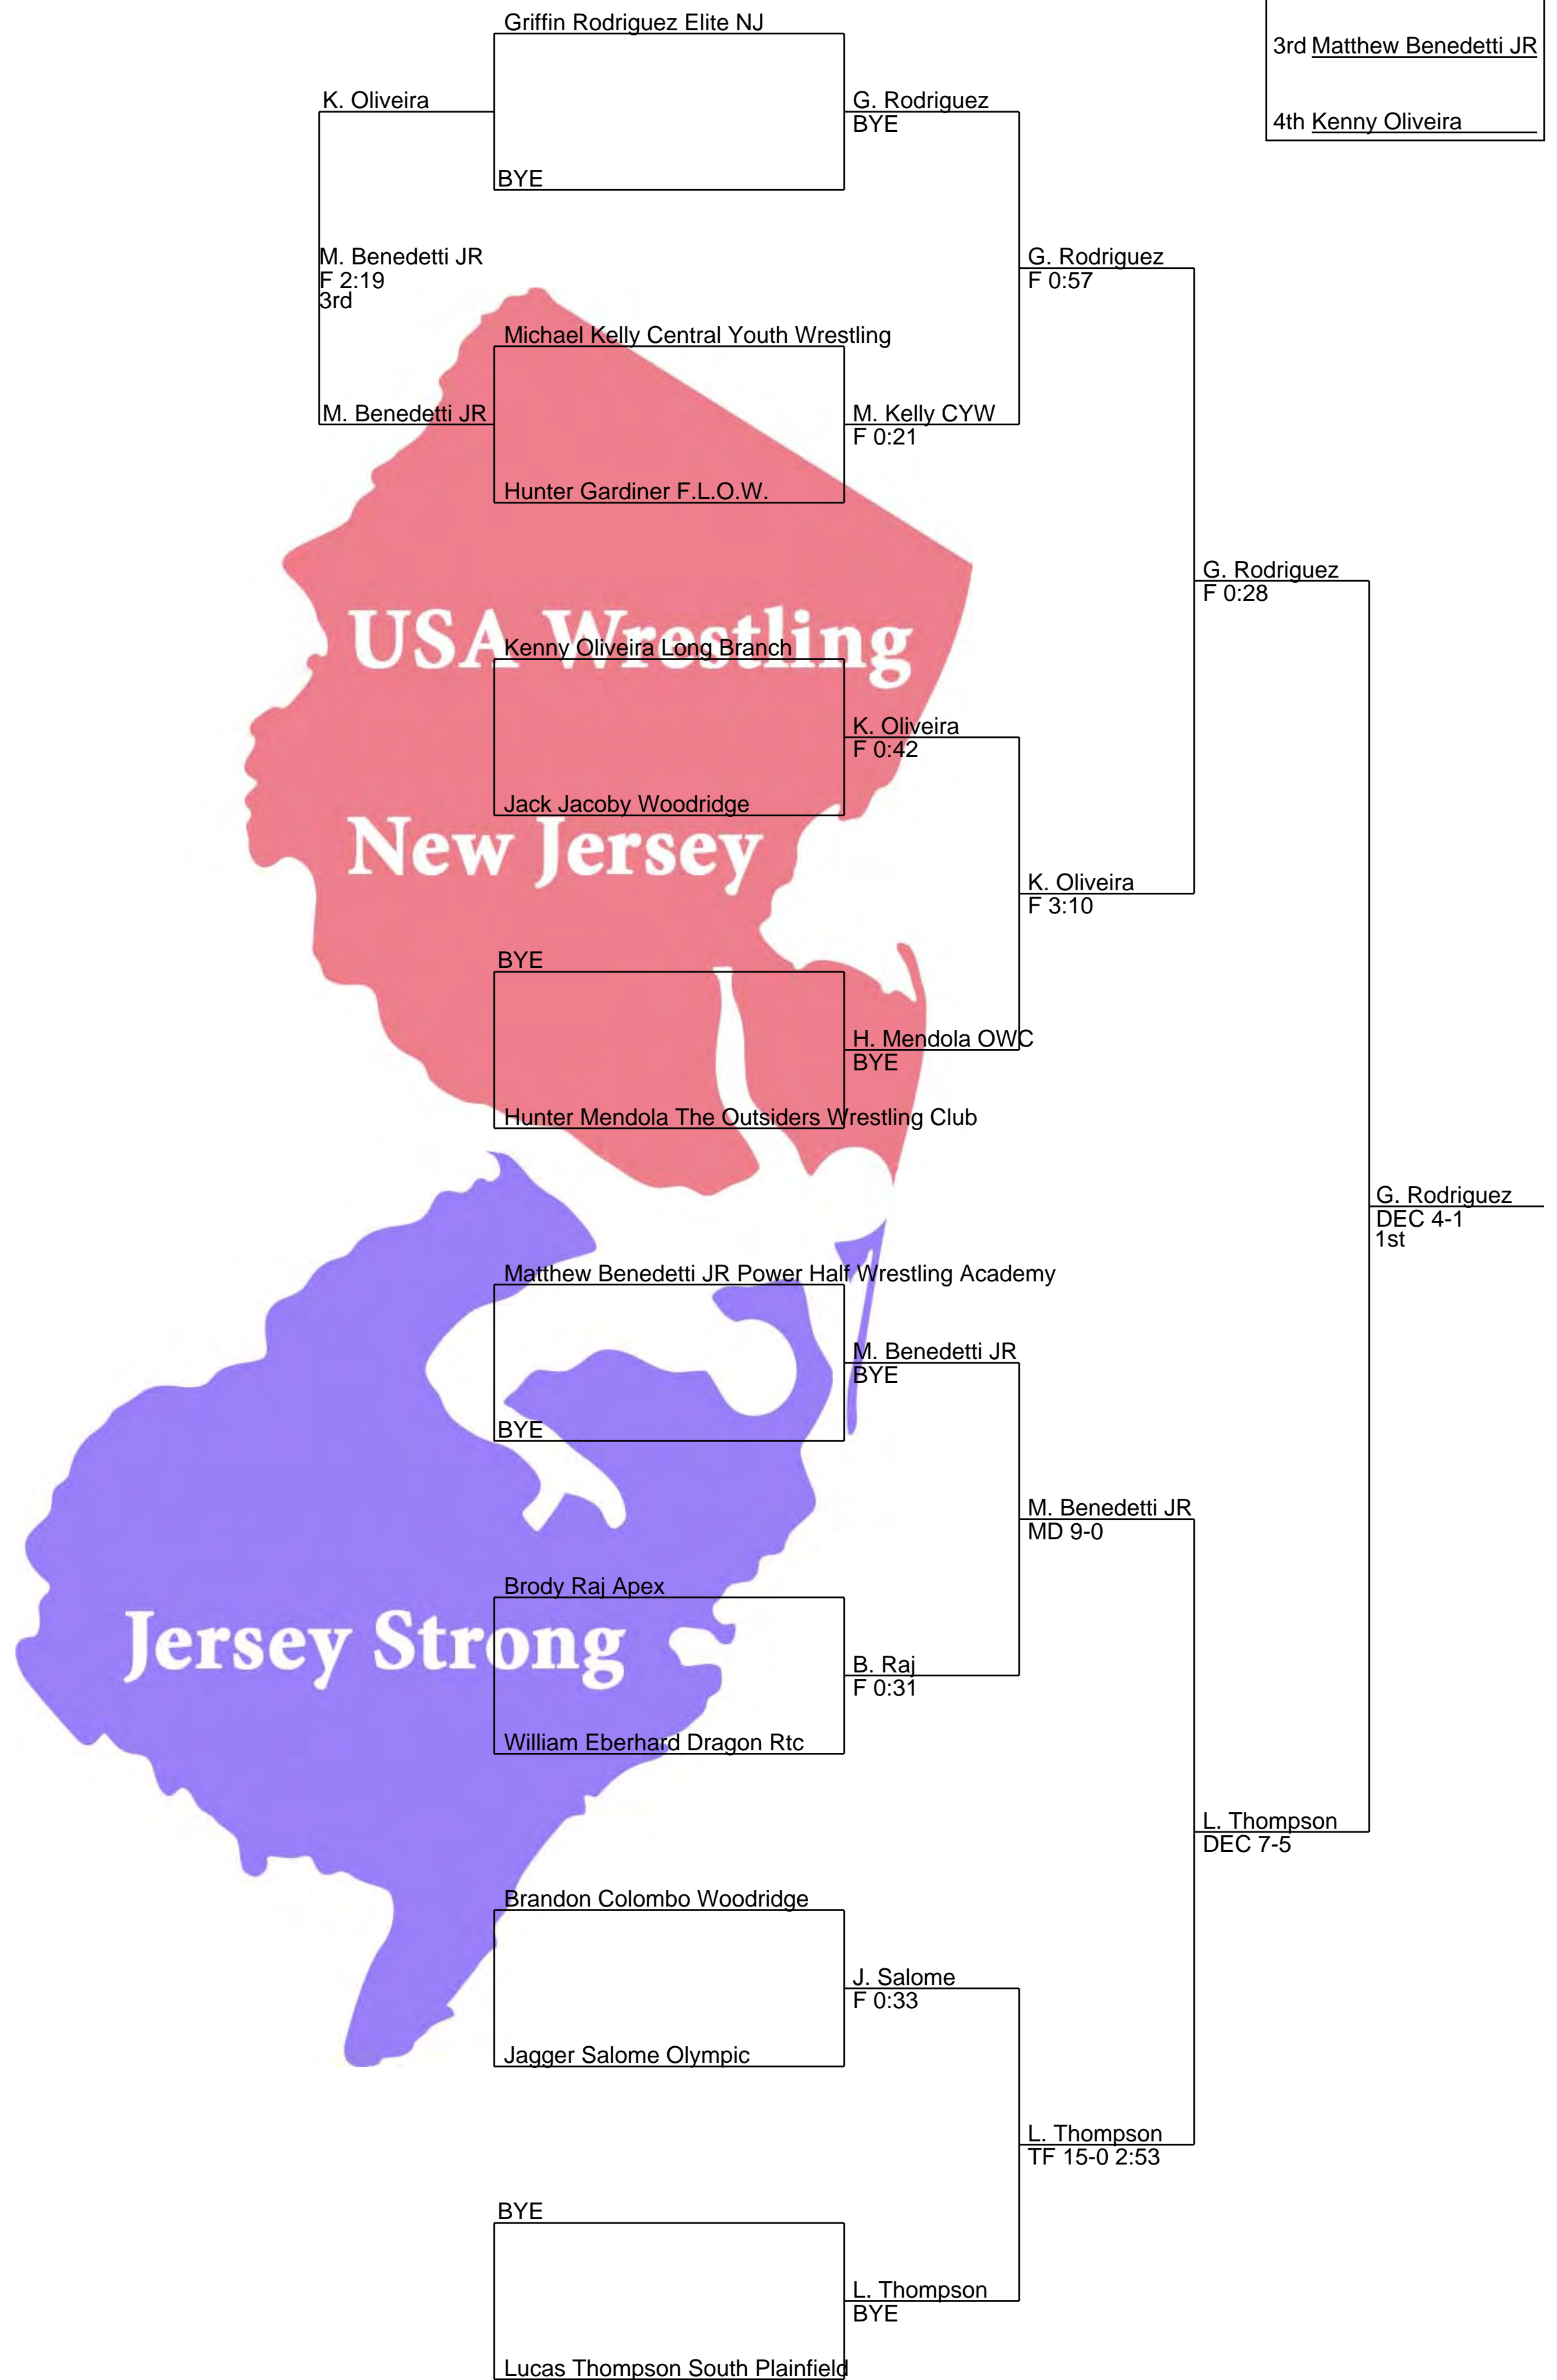 Griffin Rodriguez Elite NJ
3rd Matthew Benedetti JR
K. Oliveira
G. Rodriguez
BYE
4th Kenny Oliveira
BYE
M. Benedetti JR
F 2:19
3rd
G. Rodriguez
F 0:57
Michael Kelly Central Youth Wrestling
M. Benedetti JR
M. Kelly CYW
F 0:21
Hunter Gardiner F.L.O.W.
G. Rodriguez
F 0:28
USA Wrestling
Kenny Oliveira Long Branch
K. Oliveira
F 0:42
Jack Jacoby Woodridge
New Jersey
K. Oliveira
F 3:10
BYE
H. Mendola OWC
BYE
Hunter Mendola The Outsiders Wrestling Club
G. Rodriguez
DEC 4-1
1st
Matthew Benedetti JR Power Half Wrestling Academy
M. Benedetti JR
BYE
BYE
M. Benedetti JR
MD 9-0
Brody Raj Apex
Jersey Strong
B. Raj
F 0:31
William Eberhard Dragon Rtc
L. Thompson
DEC 7-5
Brandon Colombo Woodridge
J. Salome
F 0:33
Jagger Salome Olympic
L. Thompson
TF 15-0 2:53
BYE
L. Thompson
BYE
Lucas Thompson South Plainfield